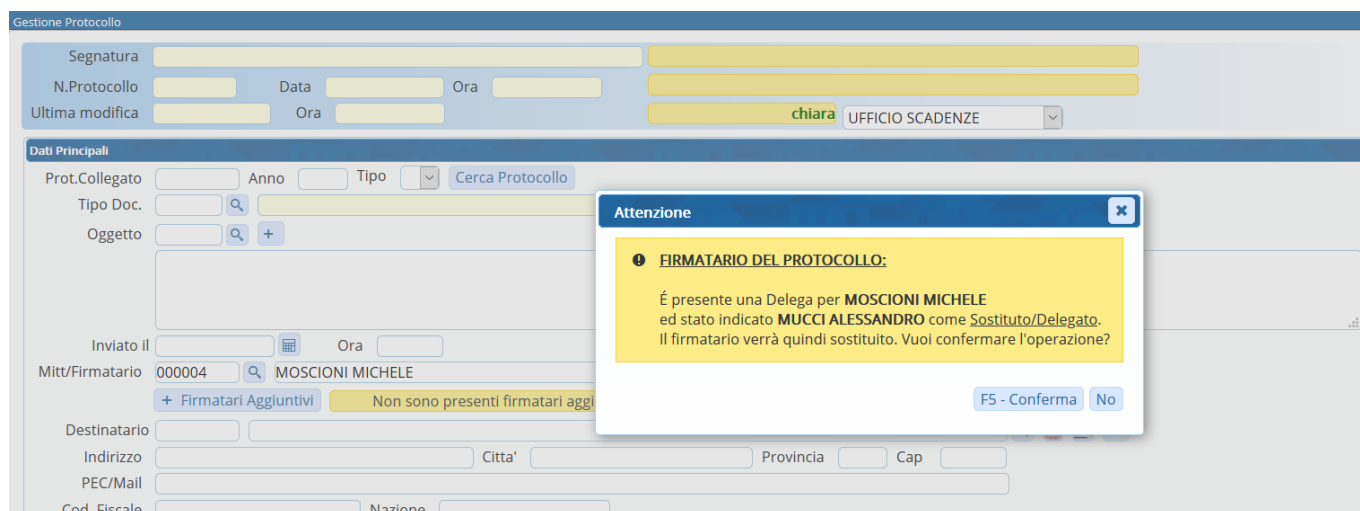 Gestione Protocollo
Segnatura
N.Protocollo Data Ora
Ultima modifica Ora chiara UFFICIO SCADENZE
Dati Principali
Prot.Collegato Anno Tipo Cerca Protocollo
Tipo Doc.
Oggetto +
Attenzione
FIRMATARIO DEL PROTOCOLLO:
É presente una Delega per MOSCIONI MICHELE
ed stato indicato MUCCI ALESSANDRO come Sostituto/Delegato.
Il firmatario verrà quindi sostituito. Vuoi confermare l'operazione?
F5 - Conferma No
Inviato il Ora
Mitt/Firmatario 000004 MOSCIONI MICHELE
+ Firmatari Aggiuntivi Non sono presenti firmatari aggi
Destinatario
Indirizzo Citta' Provincia Cap
PEC/Mail
Cod. Fiscale Nazione